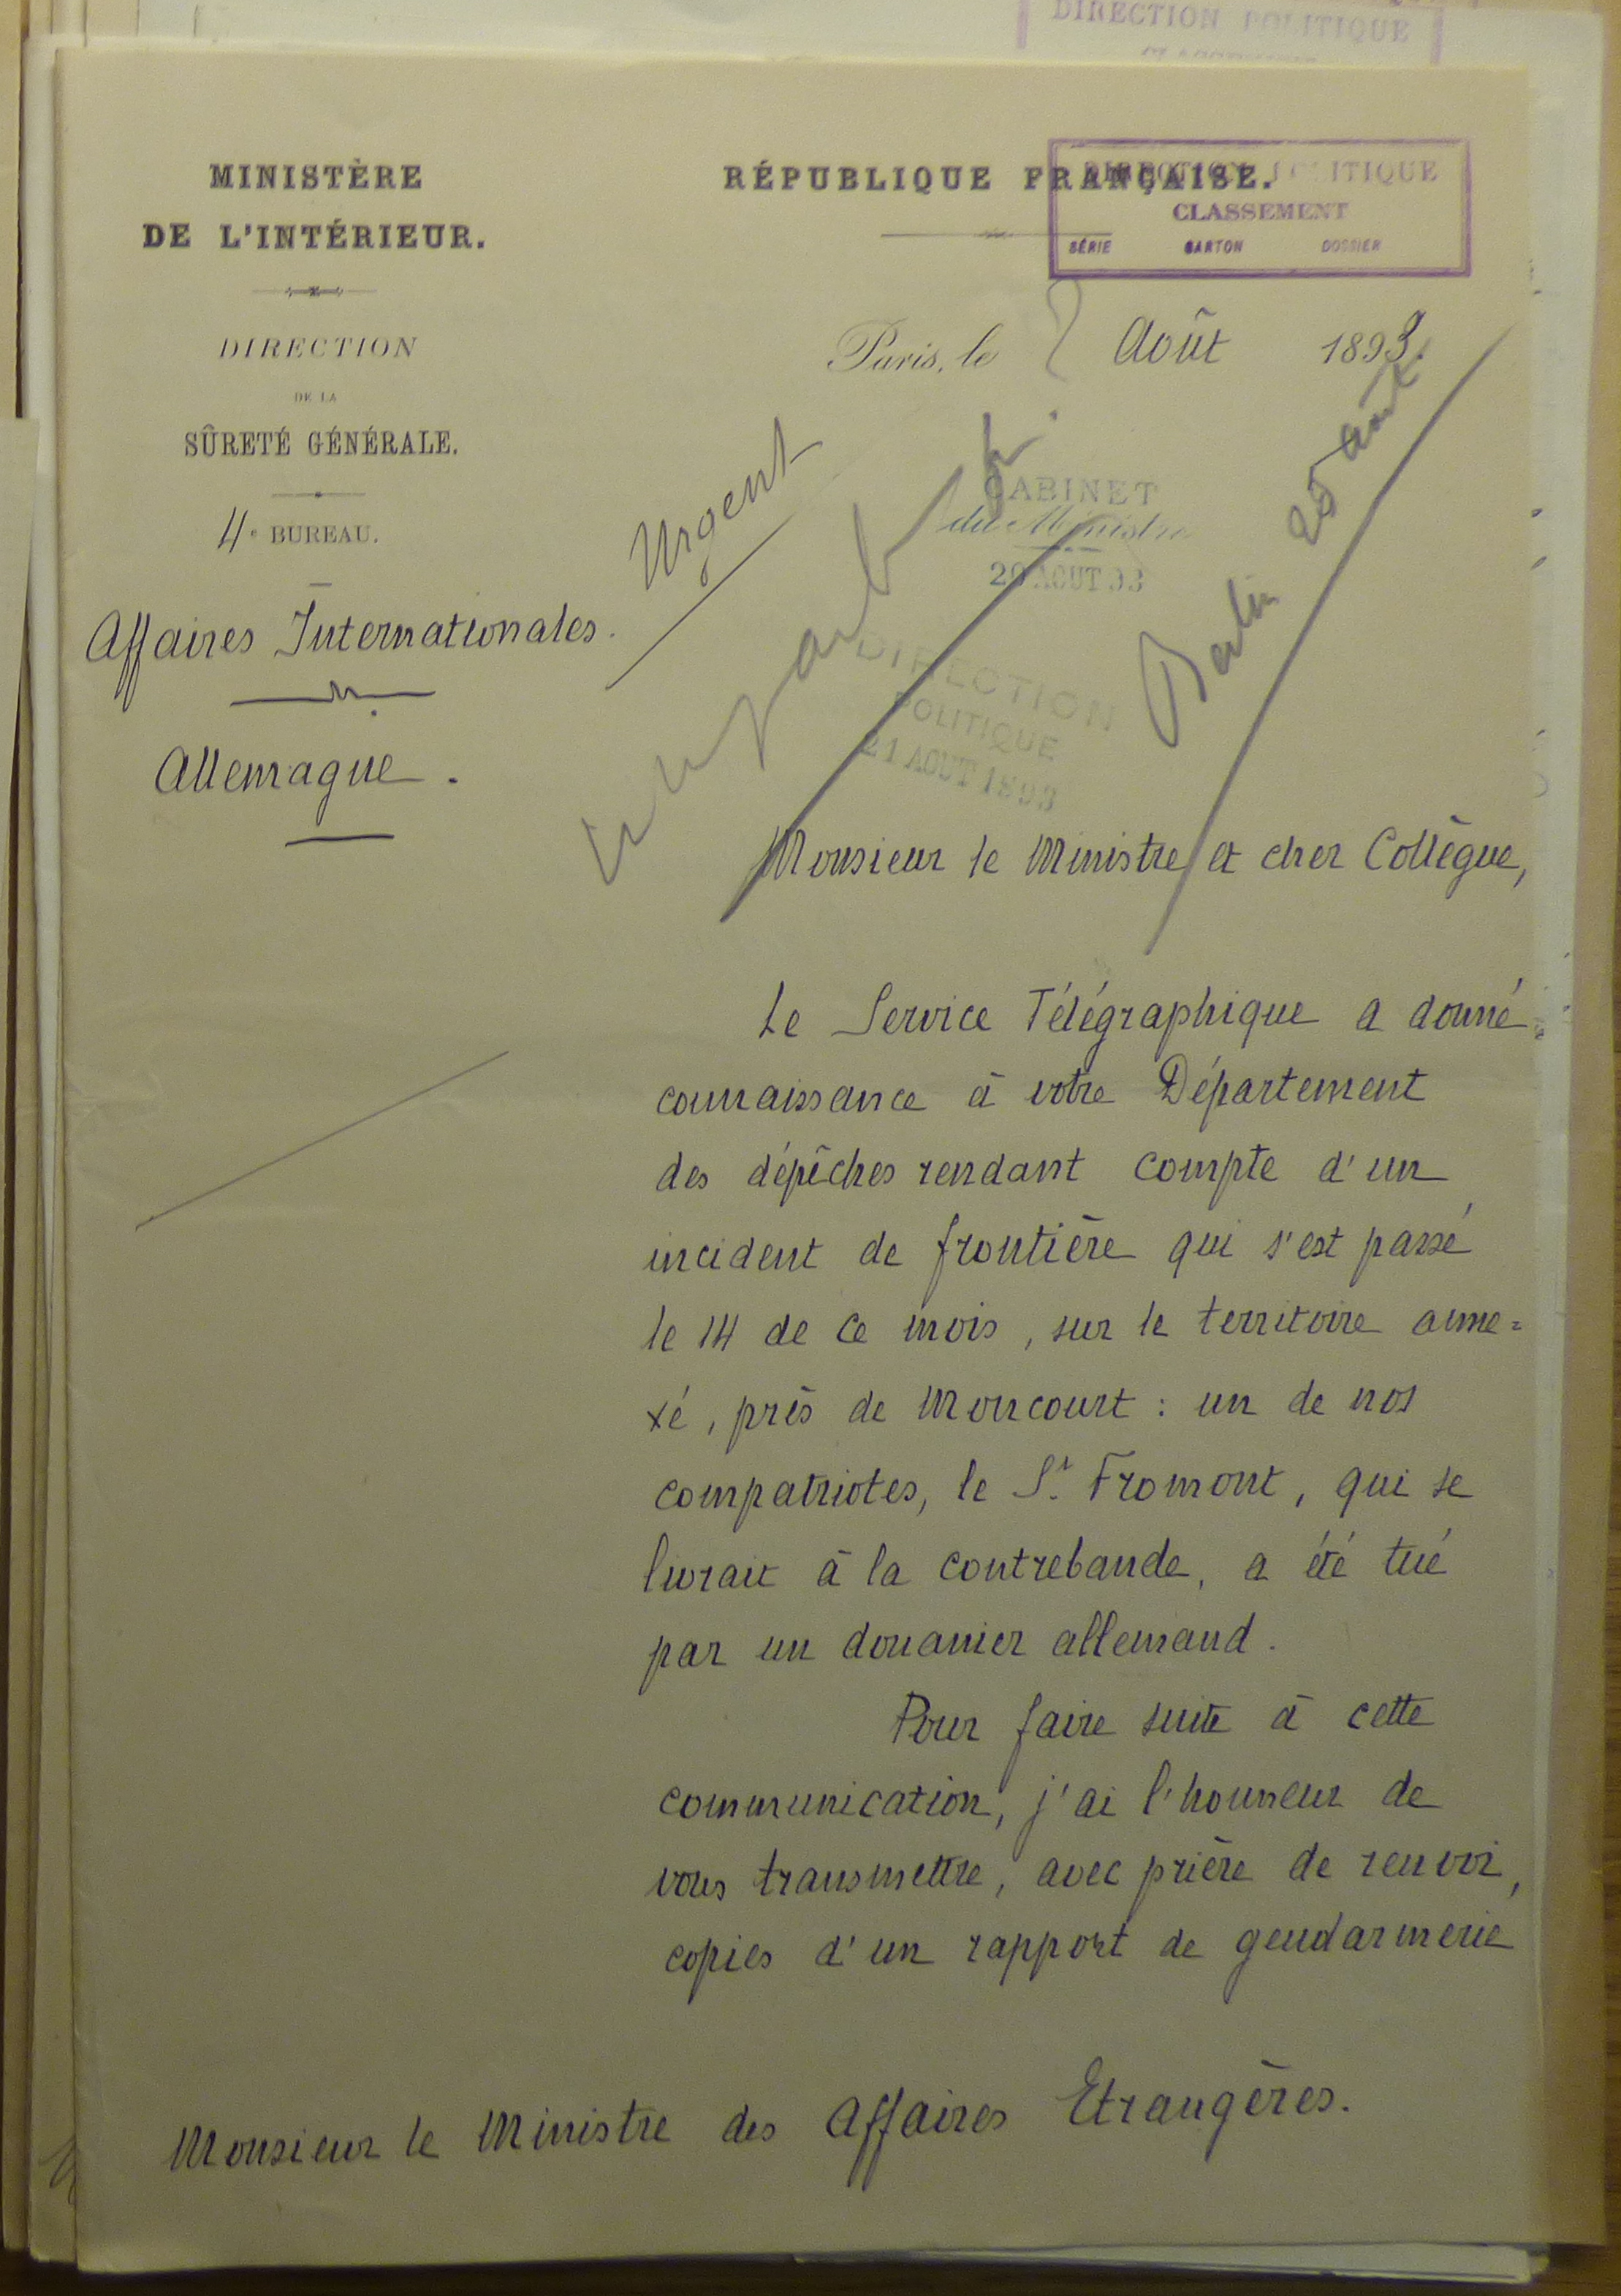 DIRECTION POLITIQUE
MINISTÈRE
DE L'INTÉRIEUR.
DIRECTION
DE LA
SÛRETÉ GÉNÉRALE.
4e BUREAU.
Affaires Internationales.
Allemagne.
RÉPUBLIQUE FRANÇAISE.
DIRECTION POLITIQUE
CLASSEMENT
SÉRIE CARTON DOSSIER
Paris, le Août 1893.
Urgent
CABINET
du Ministre
20 AOUT 93
DIRECTION
POLITIQUE
21 AOUT 1893
Berlin 25 août
Monsieur le Ministre et cher Collègue,
Le Service Télégraphique a donné
connaissance à votre Département
des dépêches rendant compte d'un
incident de frontière qui s'est passé
le 14 de ce mois, sur le territoire anne=
xé, près de Moncourt : un de nos
compatriotes, le Sr. Fromont, qui se
livrait à la contrebande, a été tué
par un douanier allemand.
Pour faire suite à cette
communication, j'ai l'honneur de
vous transmettre, avec prière de renvoi,
copies d'un rapport de gendarmerie
Monsieur le Ministre des Affaires Etrangères.